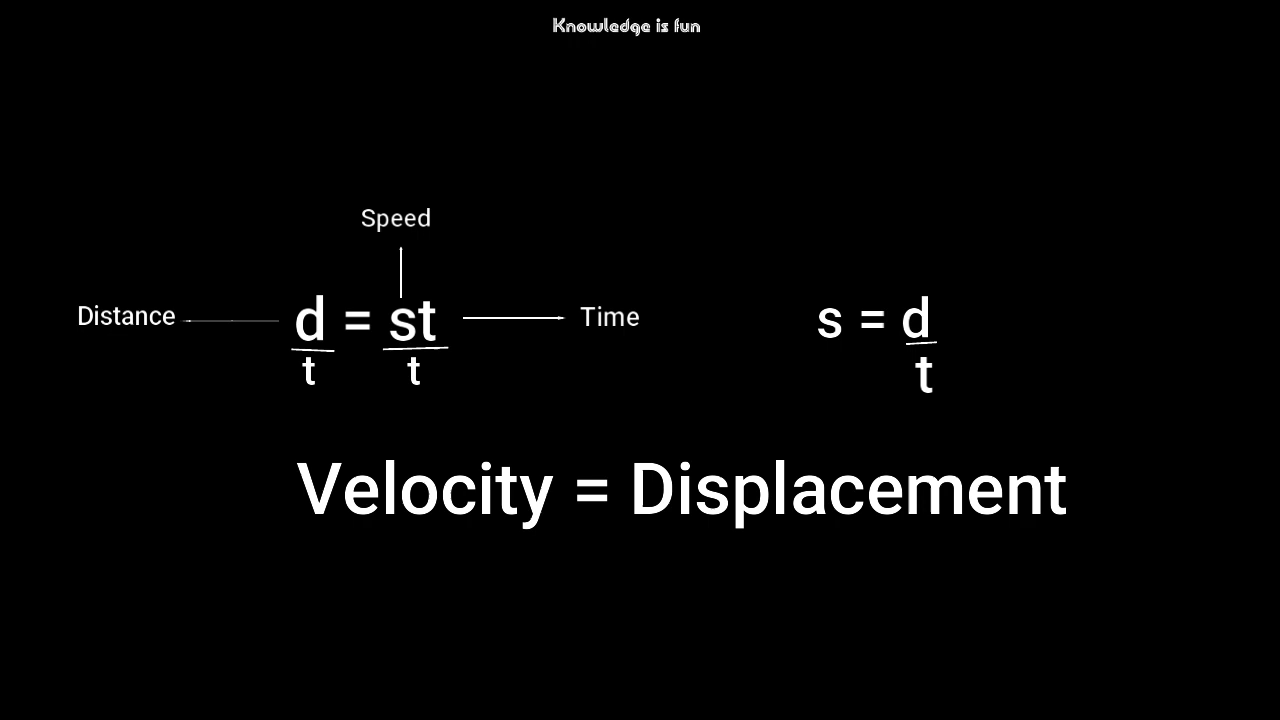 Knowledge is fun
Speed
Distance
d = st
t t
Time
s = d
t
Velocity = Displacement